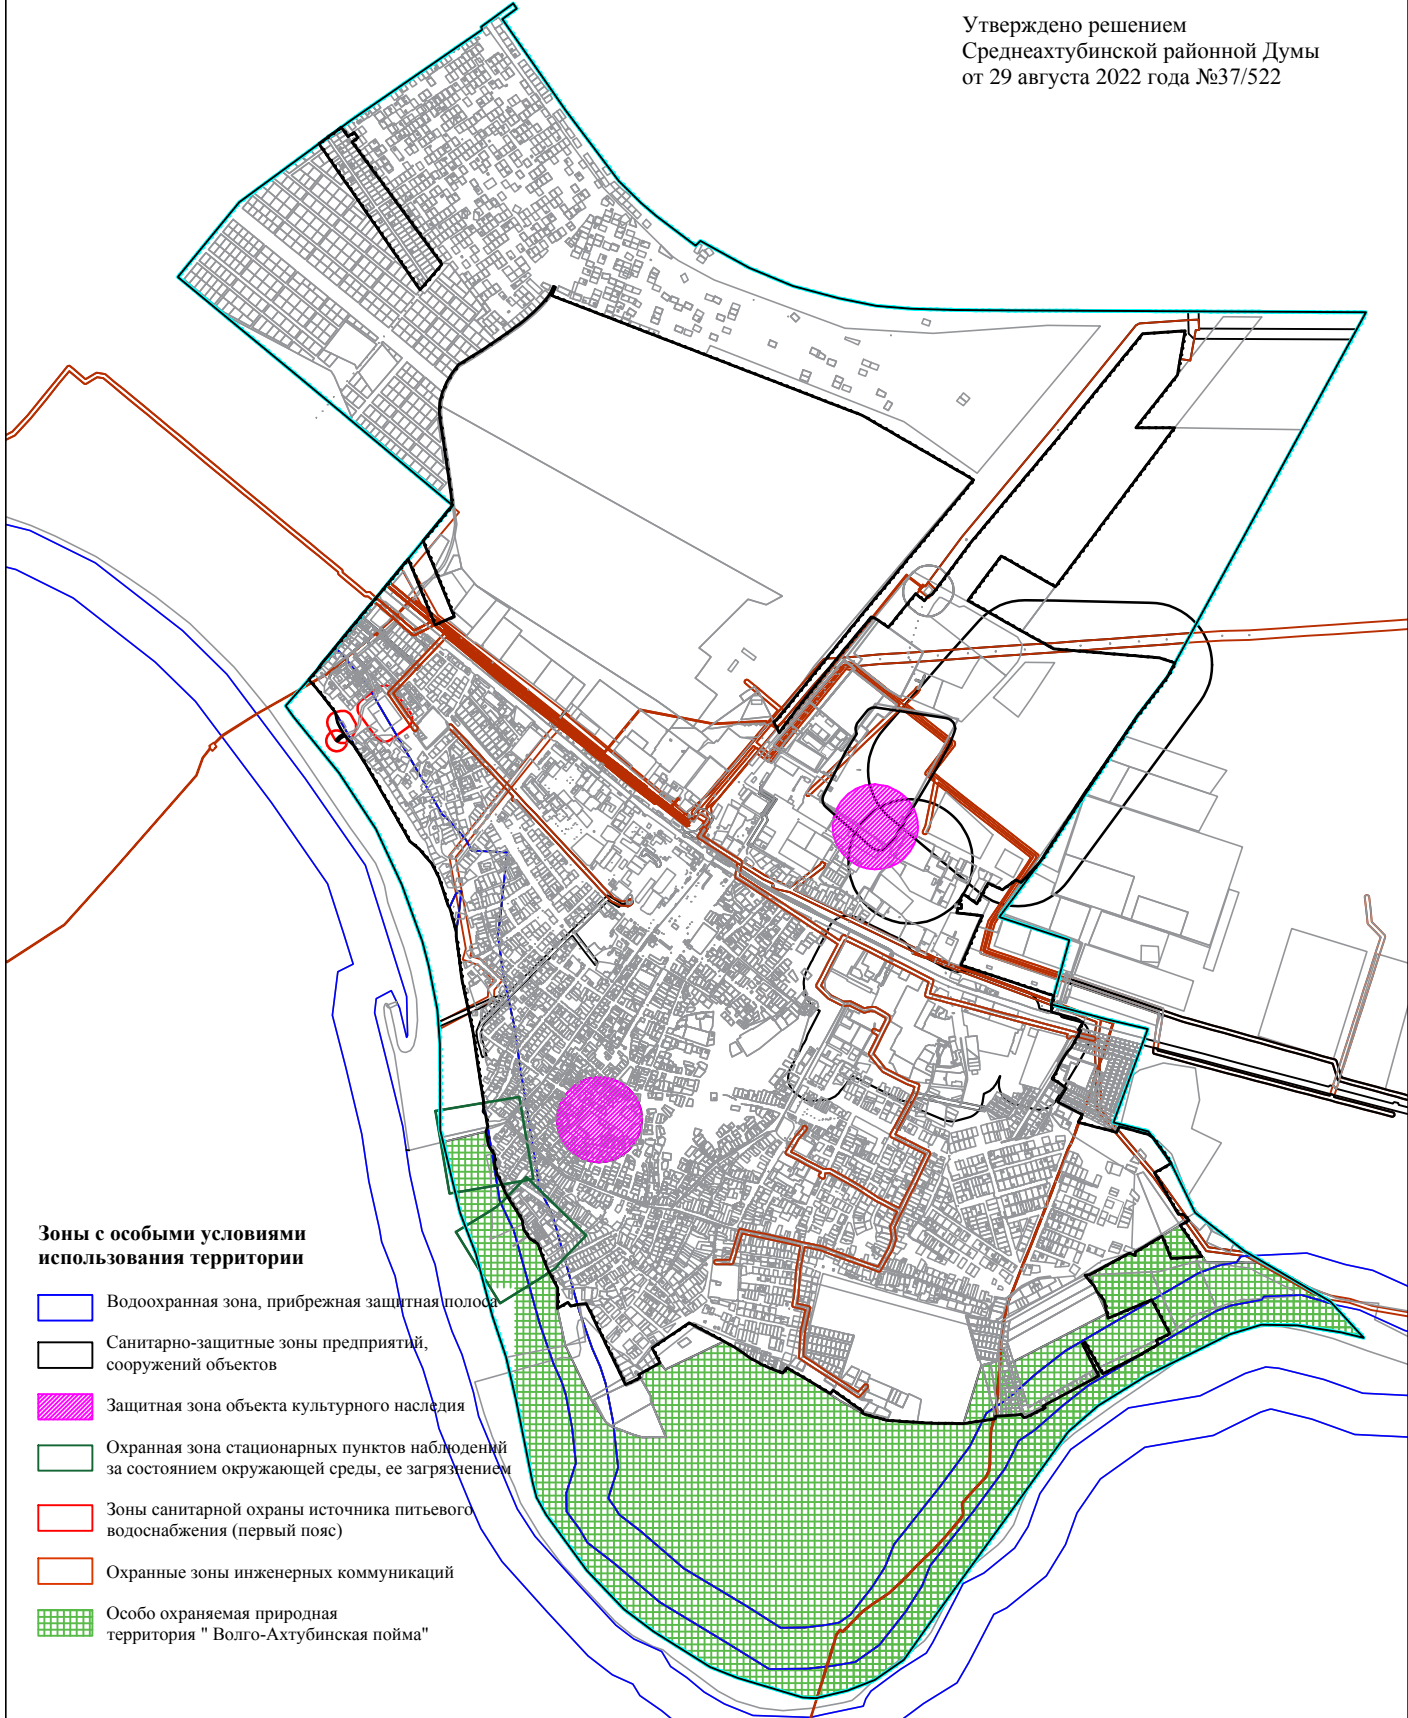 Утверждено решением
Среднеахтубинской районной Думы
от 29 августа 2022 года №37/522
Зоны с особыми условиями
использования территории
Водоохранная зона, прибрежная защитная полоса
Санитарно-защитные зоны предприятий,
сооружений объектов
Защитная зона объекта культурного наследия
Охранная зона стационарных пунктов наблюдений
за состоянием окружающей среды, ее загрязнением
Зоны санитарной охраны источника питьевого
водоснабжения (первый пояс)
Охранные зоны инженерных коммуникаций
Особо охраняемая природная
территория " Волго-Ахтубинская пойма"